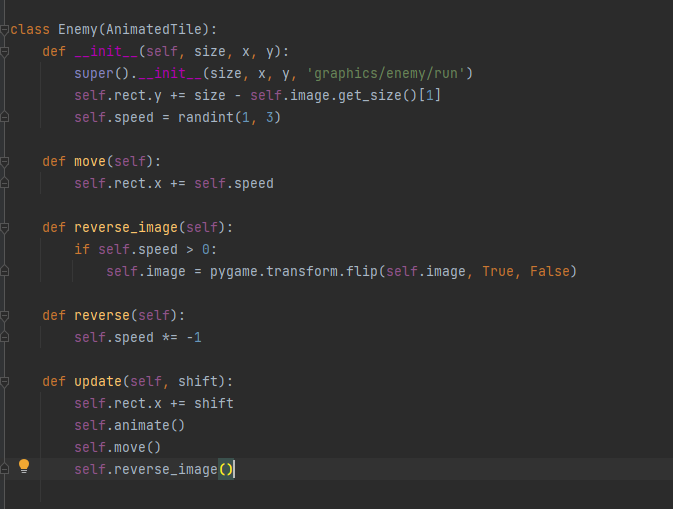 class Enemy(AnimatedTile):
    def __init__(self, size, x, y):
        super().__init__(size, x, y, 'graphics/enemy/run')
        self.rect.y += size - self.image.get_size()[1]
        self.speed = randint(1, 3)
    def move(self):
        self.rect.x += self.speed
    def reverse_image(self):
        if self.speed > 0:
            self.image = pygame.transform.flip(self.image, True, False)
    def reverse(self):
        self.speed *= -1
    def update(self, shift):
        self.rect.x += shift
        self.animate()
        self.move()
        self.reverse_image()